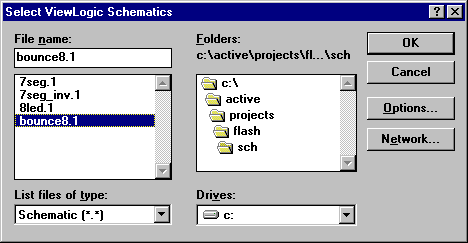 Select ViewLogic Schematics
File name:
bounce8.1
7seg.1
7seg_inv.1
8led.1
bounce8.1
List files of type:
Schematic (*.*)
Folders:
c:\active\projects\fl...\sch
c:\
active
projects
flash
sch
Drives:
c:
OK
Cancel
Options...
Network...